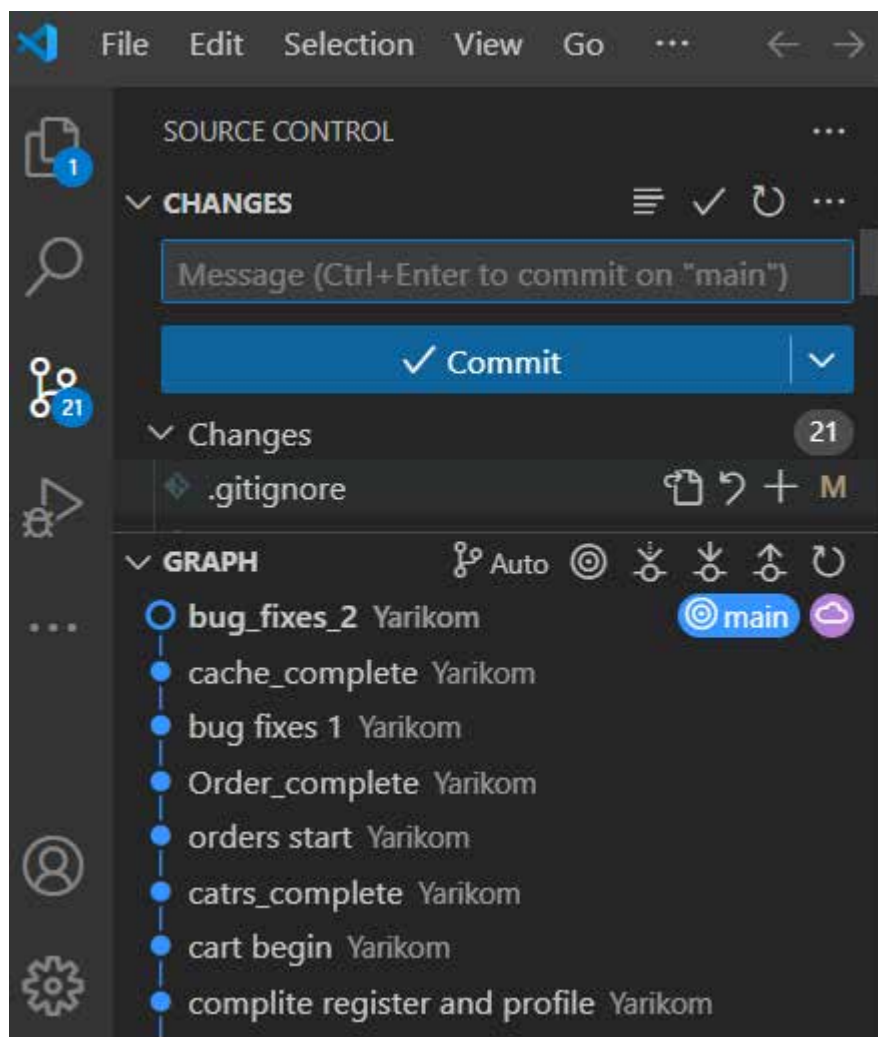 File Edit Selection View Go ...
1
SOURCE CONTROL ...
CHANGES ...
Message (Ctrl+Enter to commit on "main")
Commit
21
Changes 21
.gitignore M
GRAPH Auto
bug_fixes_2 Yarikom main
cache_complete Yarikom
bug fixes 1 Yarikom
Order_complete Yarikom
orders start Yarikom
catrs_complete Yarikom
cart begin Yarikom
complite register and profile Yarikom